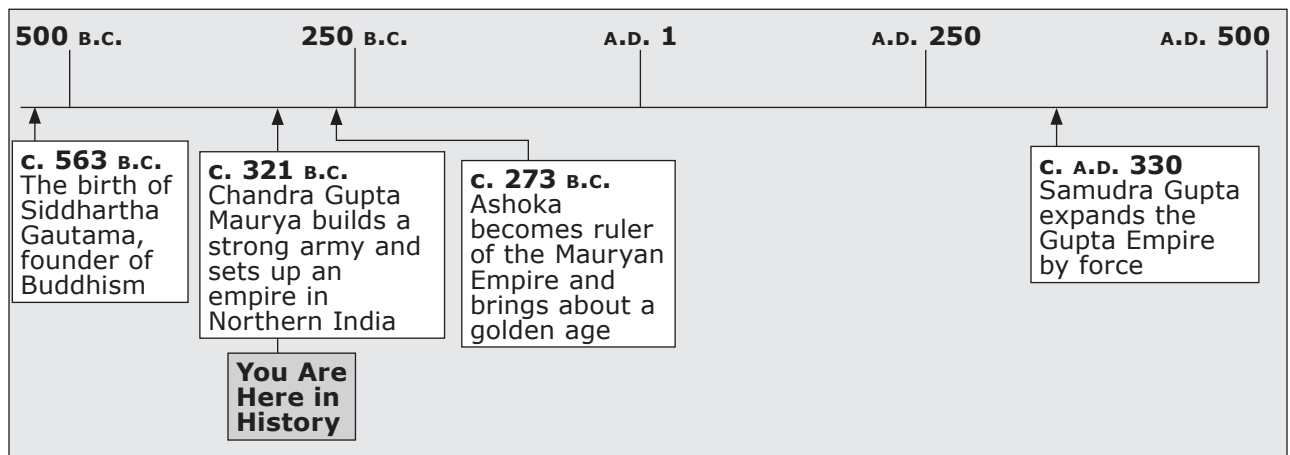 500 B.C. 250 B.C. A.D. 1 A.D. 250 A.D. 500
c. 563 B.C.
The birth of
Siddhartha
Gautama,
founder of
Buddhism
c. 321 B.C.
Chandra Gupta
Maurya builds a
strong army and
sets up an
empire in
Northern India
You Are
Here in
History
c. 273 B.C.
Ashoka
becomes ruler
of the Mauryan
Empire and
brings about a
golden age
c. A.D. 330
Samudra Gupta
expands the
Gupta Empire
by force